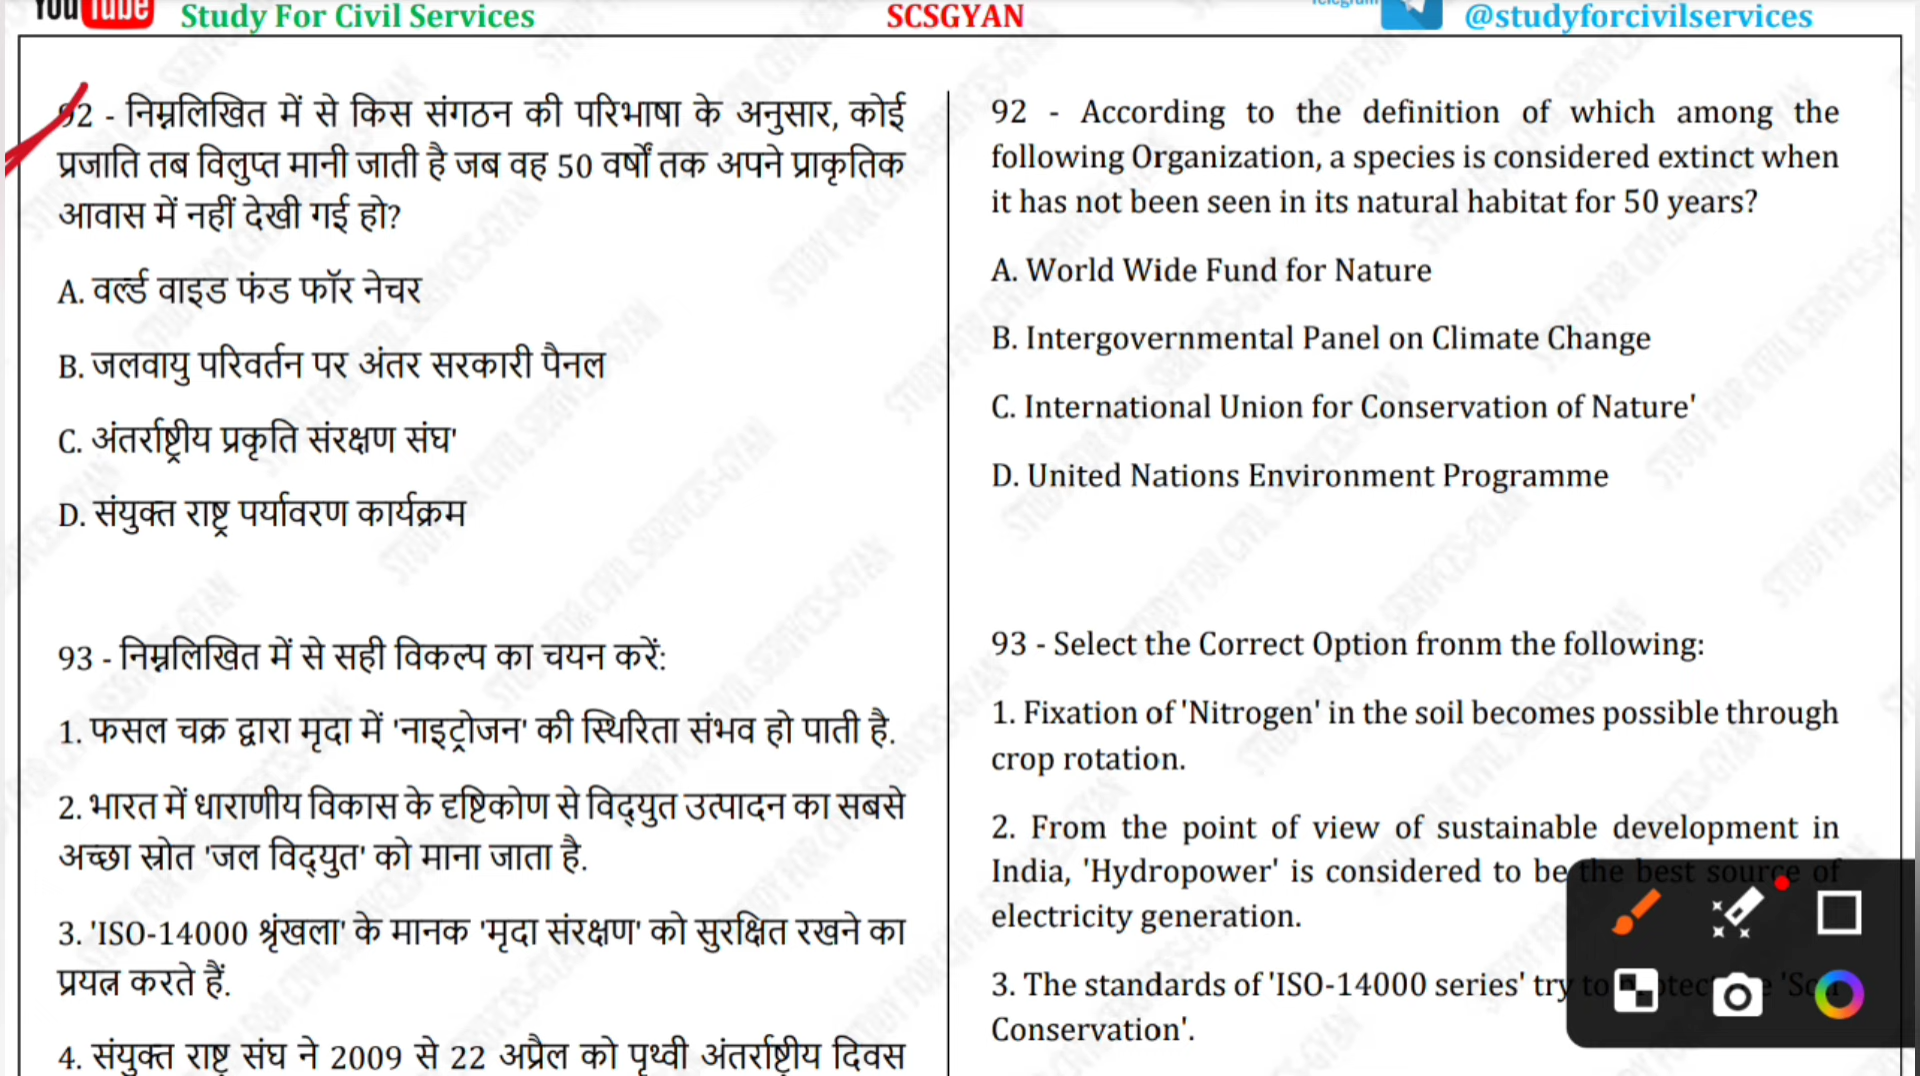 You Tube Study For Civil Services SCSGYAN Telegram @studyforcivilservices
92 - निम्नलिखित में से किस संगठन की परिभाषा के अनुसार, कोई
प्रजाति तब विलुप्त मानी जाती है जब वह 50 वर्षों तक अपने प्राकृतिक
आवास में नहीं देखी गई हो?
A. वर्ल्ड वाइड फंड फॉर नेचर
B. जलवायु परिवर्तन पर अंतर सरकारी पैनल
C. अंतर्राष्ट्रीय प्रकृति संरक्षण संघ'
D. संयुक्त राष्ट्र पर्यावरण कार्यक्रम
93 - निम्नलिखित में से सही विकल्प का चयन करें:
1. फसल चक्र द्वारा मृदा में 'नाइट्रोजन' की स्थिरिता संभव हो पाती है.
2. भारत में धाराणीय विकास के दृष्टिकोण से विद्युत उत्पादन का सबसे
अच्छा स्रोत 'जल विद्युत' को माना जाता है.
3. 'ISO-14000 श्रृंखला' के मानक 'मृदा संरक्षण' को सुरक्षित रखने का
प्रयत्न करते हैं.
4. संयुक्त राष्ट्र संघ ने 2009 से 22 अप्रैल को पृथ्वी अंतर्राष्ट्रीय दिवस
92 - According to the definition of which among the
following Organization, a species is considered extinct when
it has not been seen in its natural habitat for 50 years?
A. World Wide Fund for Nature
B. Intergovernmental Panel on Climate Change
C. International Union for Conservation of Nature'
D. United Nations Environment Programme
93 - Select the Correct Option fronm the following:
1. Fixation of 'Nitrogen' in the soil becomes possible through
crop rotation.
2. From the point of view of sustainable development in
India, 'Hydropower' is considered to be the best source of
electricity generation.
3. The standards of 'ISO-14000 series' try to
Conservation'.